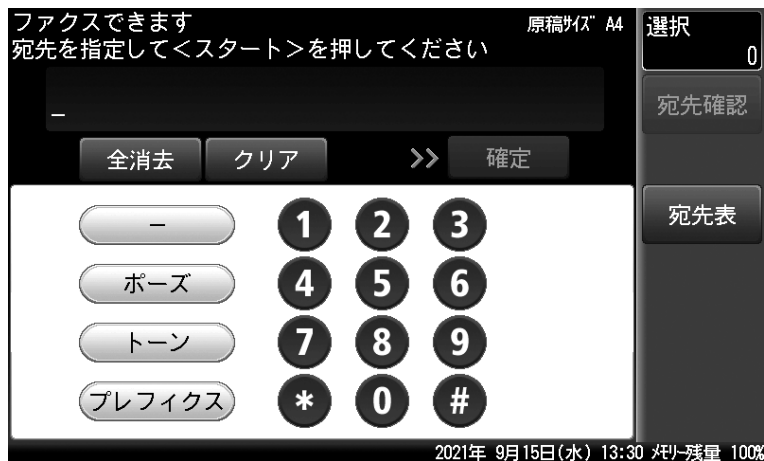 ファクスできます
原稿ｻｲｽﾞ A4
宛先を指定して＜スタート＞を押してください
選択
0
宛先確認
_
全消去
クリア
>>
確定
宛先表
－
1
2
3
ポーズ
4
5
6
トーン
7
8
9
プレフィクス
*
0
#
2021年 9月15日(水) 13:30 ﾒﾓﾘｰ残量 100%